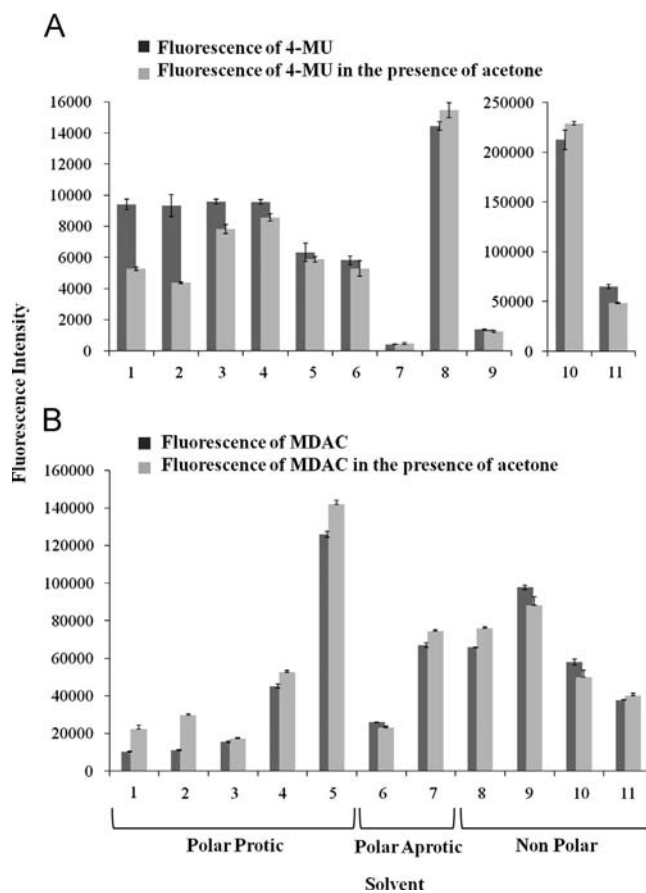 A
Fluorescence of 4-MU
Fluorescence of 4-MU in the presence of acetone
16000
14000
12000
10000
8000
6000
4000
2000
0
1 2 3 4 5 6 7 8 9
250000
200000
150000
100000
50000
0
10 11
Fluorescence Intensity
B
Fluorescence of MDAC
Fluorescence of MDAC in the presence of acetone
160000
140000
120000
100000
80000
60000
40000
20000
0
1 2 3 4 5 6 7 8 9 10 11
Polar Protic Polar Aprotic Non Polar
Solvent